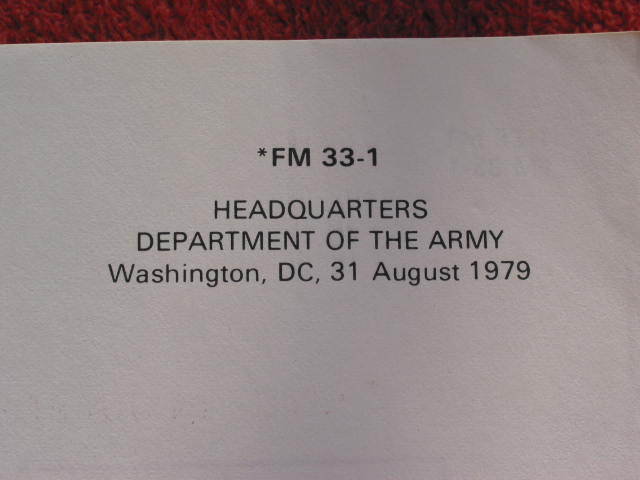 *FM 33-1
HEADQUARTERS
DEPARTMENT OF THE ARMY
Washington, DC, 31 August 1979